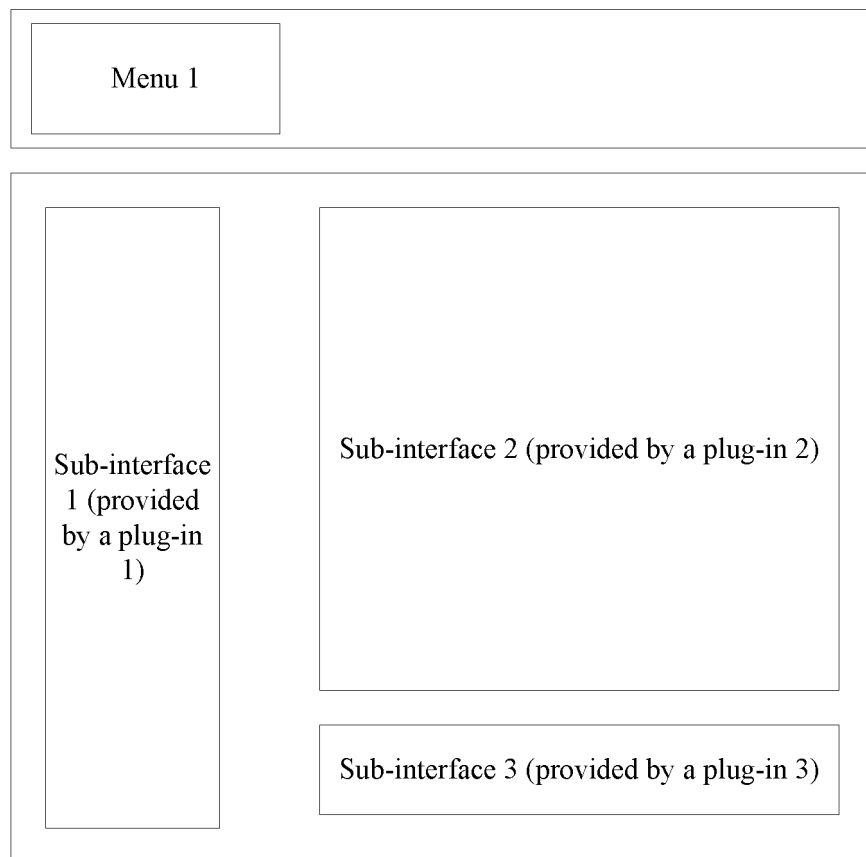 Menu 1
Sub-interface
1 (provided
by a plug-in
1)
Sub-interface 2 (provided by a plug-in 2)
Sub-interface 3 (provided by a plug-in 3)